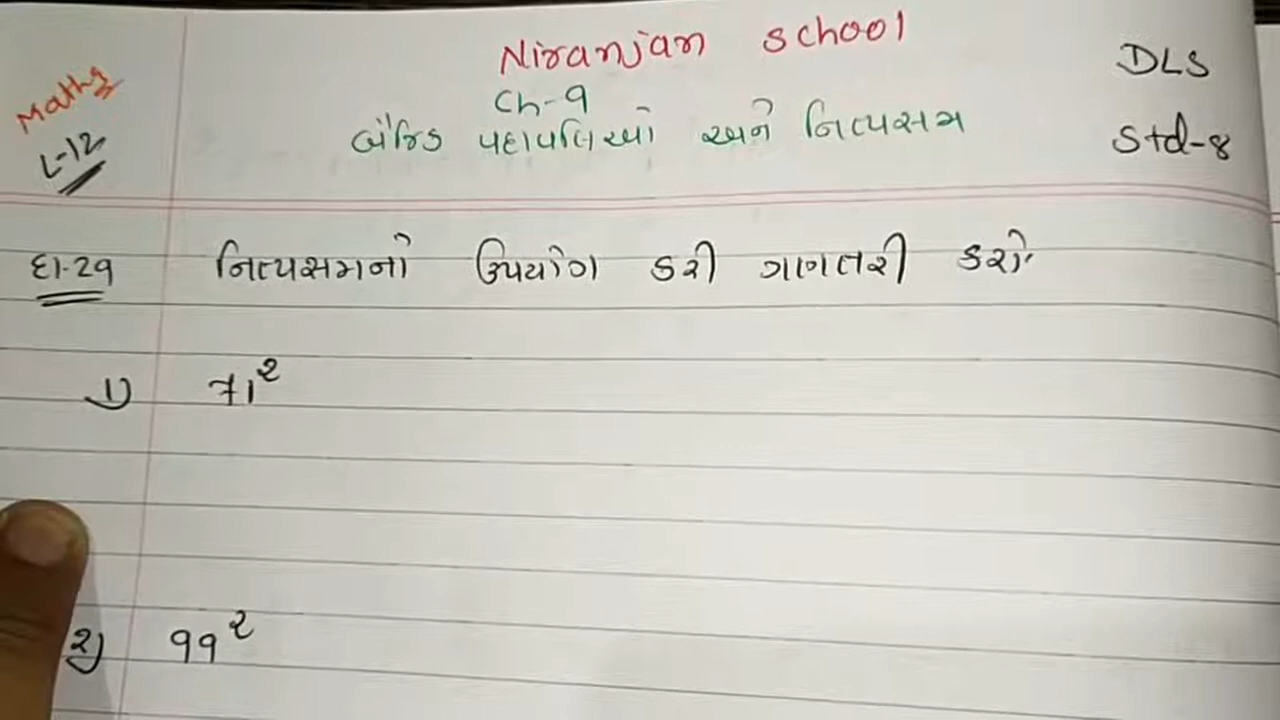 Maths
L-12
Niranjan school
Ch-9
બૈજિક પદાવલિઓ અને નિત્યસમ
DLS
Std-8
દા.29 નિત્યસમનો ઉપયોગ કરી ગણતરી કરો.
1) 71²
૨) 99²